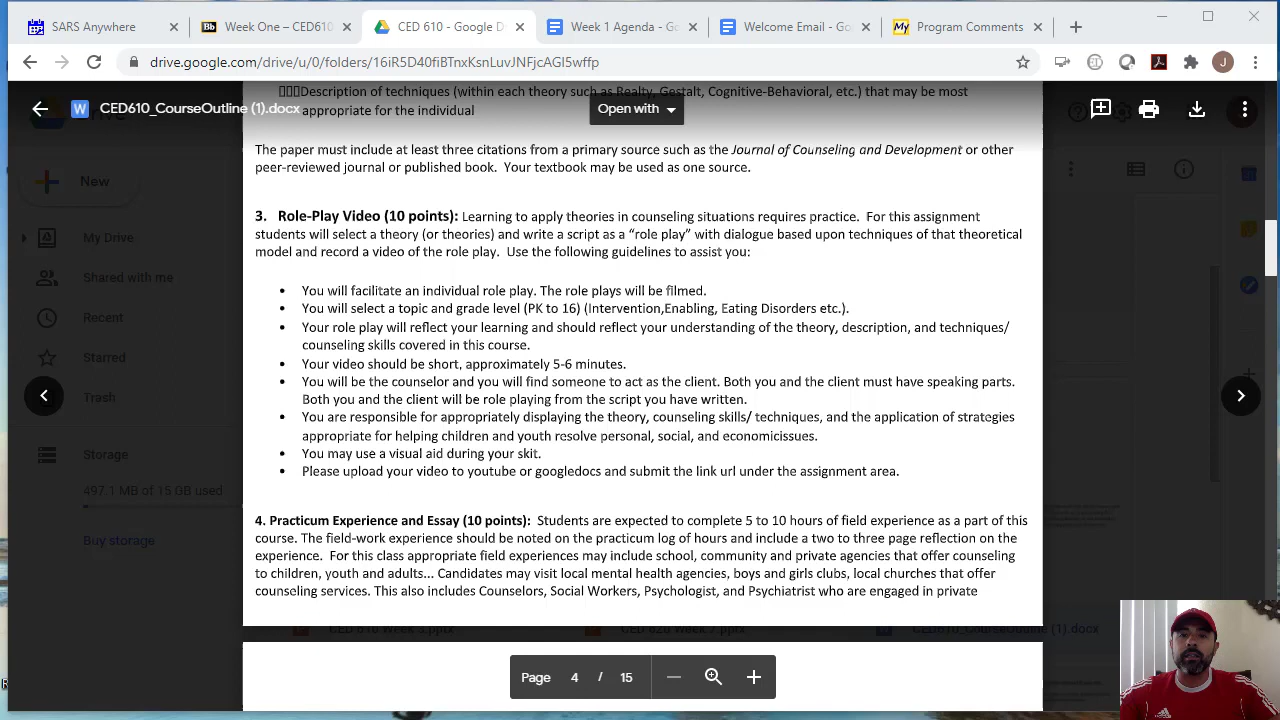 SARS Anywhere
Week One – CED610
CED 610 - Google D
Week 1 Agenda - Go
Welcome Email - Go
Program Comments
drive.google.com/drive/u/0/folders/16iR5D40fiBTnxKsnLuvJNFjcAGI5wffp
J
Description of techniques (within each theory such as Realty, Gestalt, Cognitive-Behavioral, etc.) that may be most
appropriate for the individual
CED610_CourseOutline (1).docx
Open with
The paper must include at least three citations from a primary source such as the Journal of Counseling and Development or other
peer-reviewed journal or published book. Your textbook may be used as one source.
New
My Drive
Shared with me
Recent
Starred
Trash
Storage
497.1 MB of 15 GB used
Buy storage
3. Role-Play Video (10 points): Learning to apply theories in counseling situations requires practice. For this assignment
students will select a theory (or theories) and write a script as a “role play” with dialogue based upon techniques of that theoretical
model and record a video of the role play. Use the following guidelines to assist you:
• You will facilitate an individual role play. The role plays will be filmed.
• You will select a topic and grade level (PK to 16) (Intervention,Enabling, Eating Disorders etc.).
• Your role play will reflect your learning and should reflect your understanding of the theory, description, and techniques/
counseling skills covered in this course.
• Your video should be short, approximately 5-6 minutes.
• You will be the counselor and you will find someone to act as the client. Both you and the client must have speaking parts.
Both you and the client will be role playing from the script you have written.
• You are responsible for appropriately displaying the theory, counseling skills/ techniques, and the application of strategies
appropriate for helping children and youth resolve personal, social, and economicissues.
• You may use a visual aid during your skit.
• Please upload your video to youtube or googledocs and submit the link url under the assignment area.
4. Practicum Experience and Essay (10 points): Students are expected to complete 5 to 10 hours of field experience as a part of this
course. The field-work experience should be noted on the practicum log of hours and include a two to three page reflection on the
experience. For this class appropriate field experiences may include school, community and private agencies that offer counseling
to children, youth and adults... Candidates may visit local mental health agencies, boys and girls clubs, local churches that offer
counseling services. This also includes Counselors, Social Workers, Psychologist, and Psychiatrist who are engaged in private
CED610_CourseOutline (1).docx
Page 4 / 15